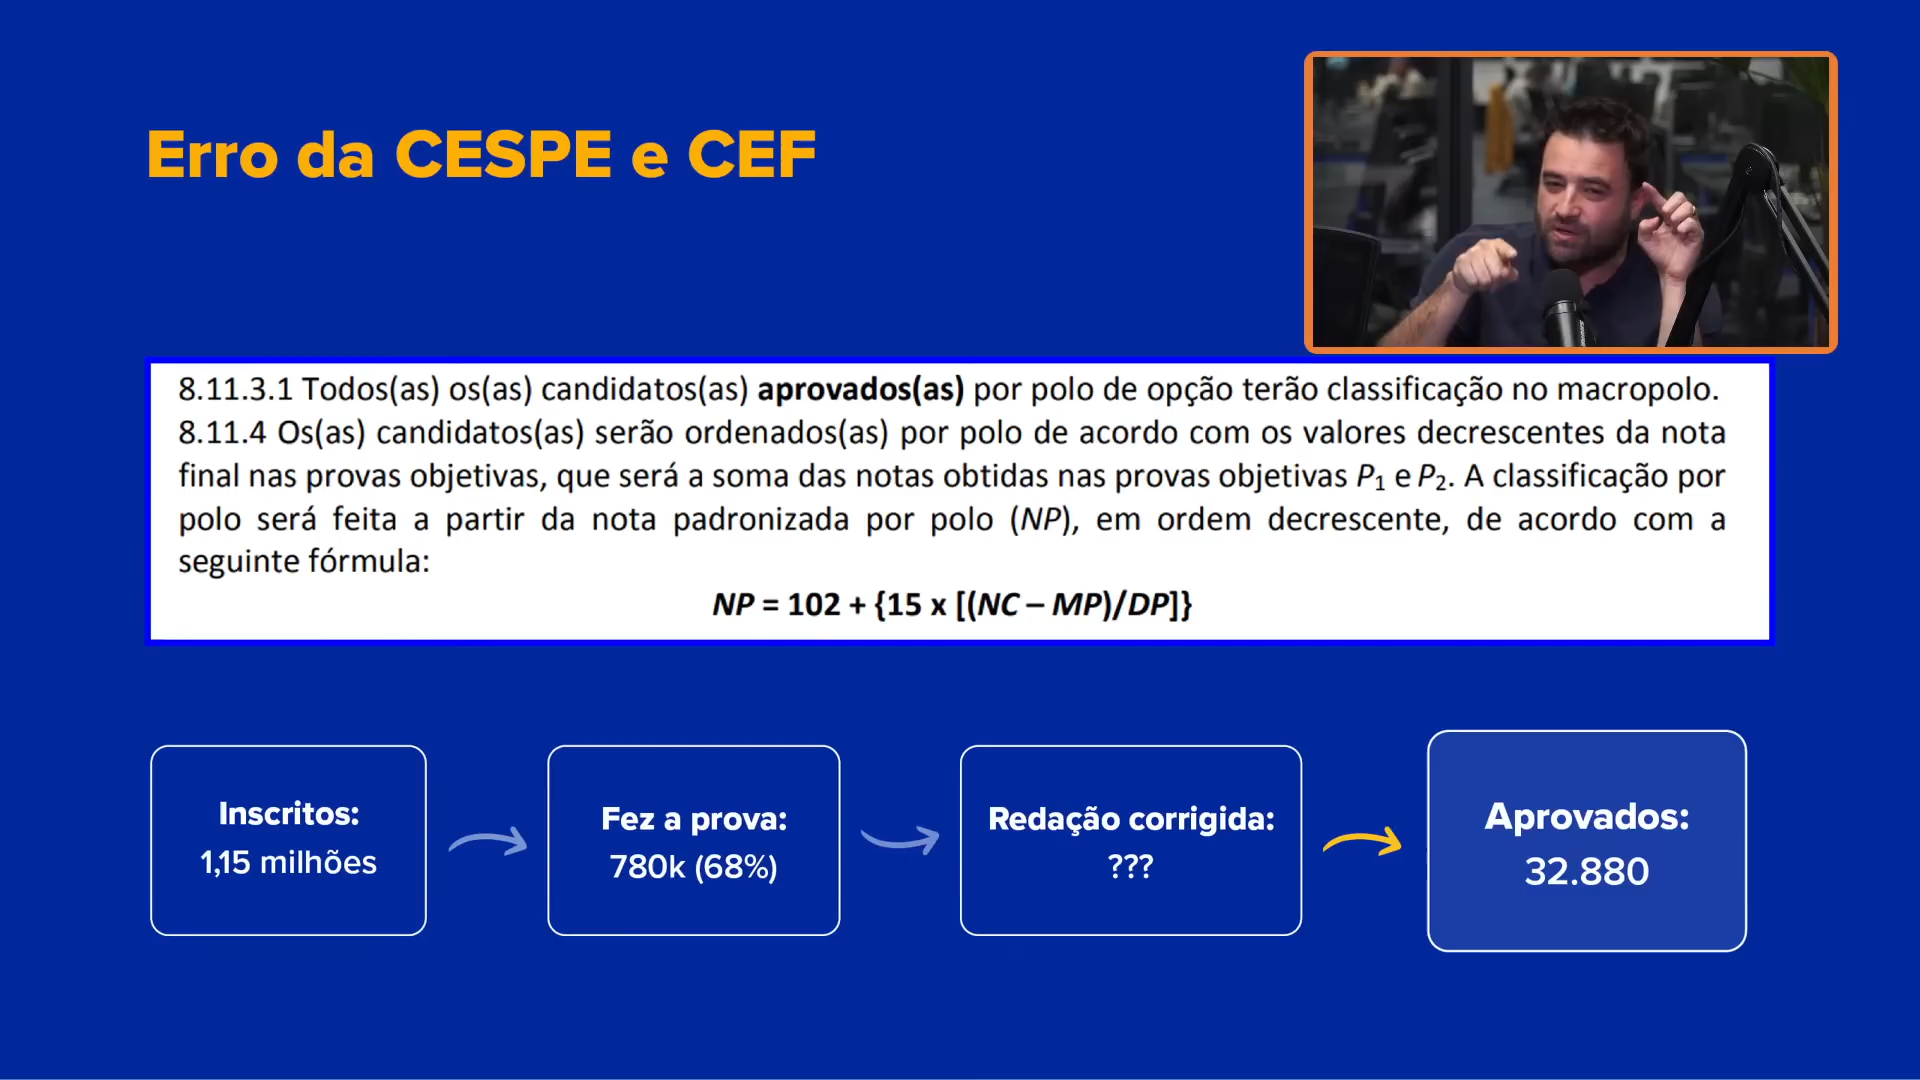 Erro da CESPE e CEF
8.11.3.1 Todos(as) os(as) candidatos(as) aprovados(as) por polo de opção terão classificação no macropolo.
8.11.4 Os(as) candidatos(as) serão ordenados(as) por polo de acordo com os valores decrescentes da nota
final nas provas objetivas, que será a soma das notas obtidas nas provas objetivas P₁ e P₂. A classificação por
polo será feita a partir da nota padronizada por polo (NP), em ordem decrescente, de acordo com a
seguinte fórmula:
NP = 102 + {15 x [(NC – MP)/DP]}
Inscritos:
1,15 milhões
Fez a prova:
780k (68%)
Redação corrigida:
???
Aprovados:
32.880